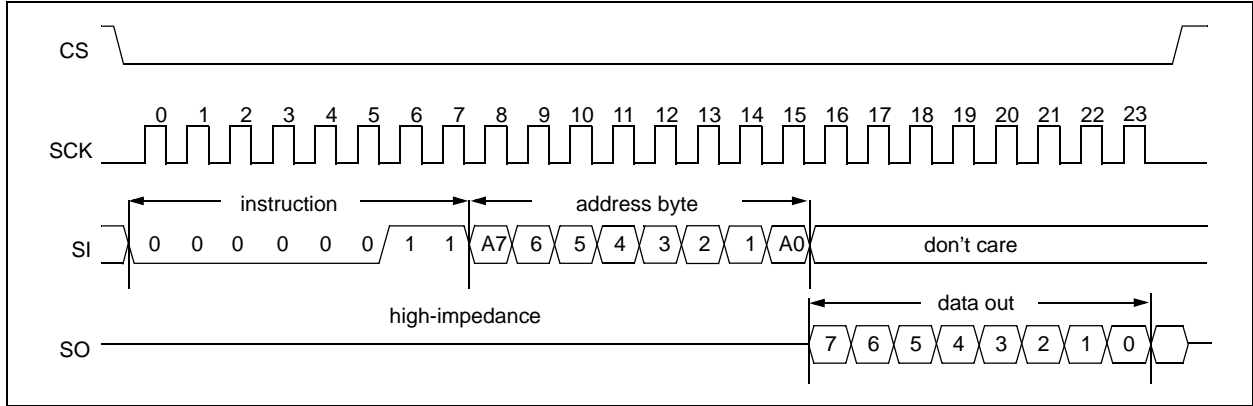 CS
0 1 2 3 4 5 6 7 8 9 10 11 12 13 14 15 16 17 18 19 20 21 22 23
SCK
instruction address byte
SI 0 0 0 0 0 0 1 1 A7 6 5 4 3 2 1 A0 don't care
high-impedance data out
SO 7 6 5 4 3 2 1 0